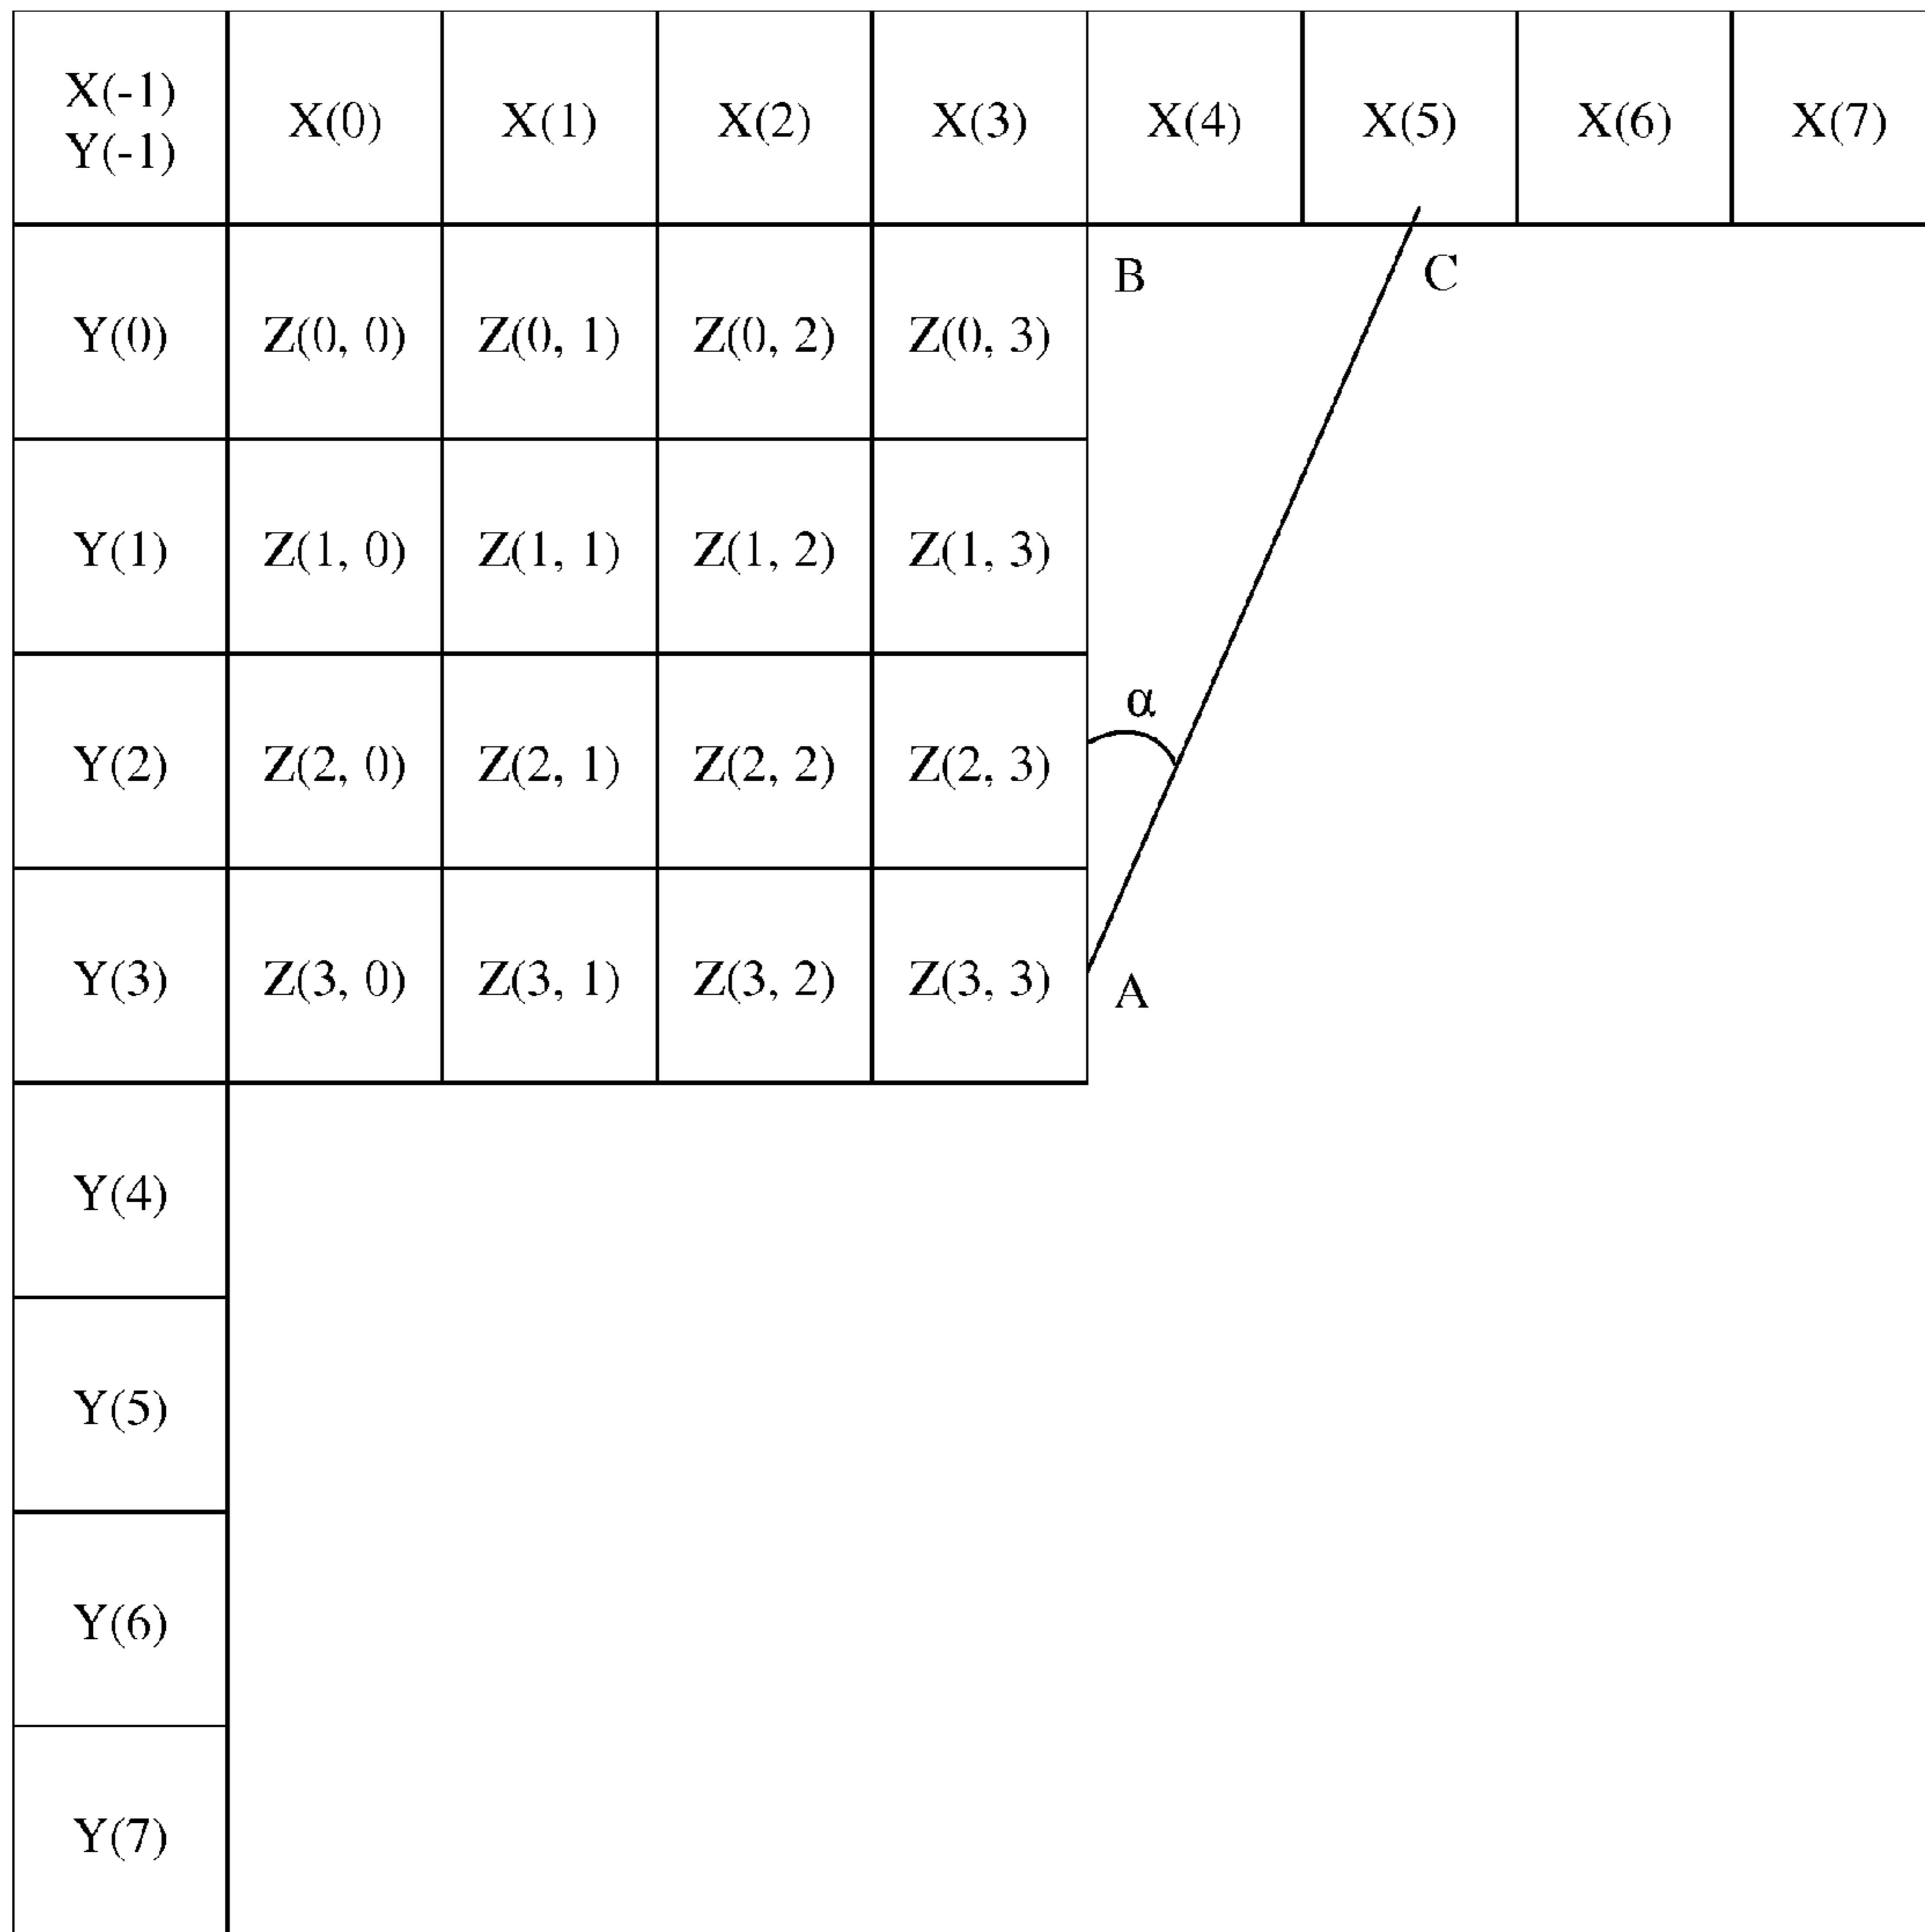 X(-1)
Y(-1)
X(0)
X(1)
X(2)
X(3)
X(4)
X(5)
X(6)
X(7)
Y(0)
Z(0, 0)
Z(0, 1)
Z(0, 2)
Z(0, 3)
B
C
Y(1)
Z(1, 0)
Z(1, 1)
Z(1, 2)
Z(1, 3)
α
Y(2)
Z(2, 0)
Z(2, 1)
Z(2, 2)
Z(2, 3)
Y(3)
Z(3, 0)
Z(3, 1)
Z(3, 2)
Z(3, 3)
A
Y(4)
Y(5)
Y(6)
Y(7)